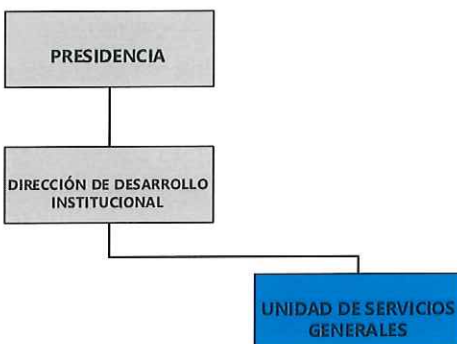 PRESIDENCIA
DIRECCIÓN DE DESARROLLO
INSTITUCIONAL
UNIDAD DE SERVICIOS
GENERALES